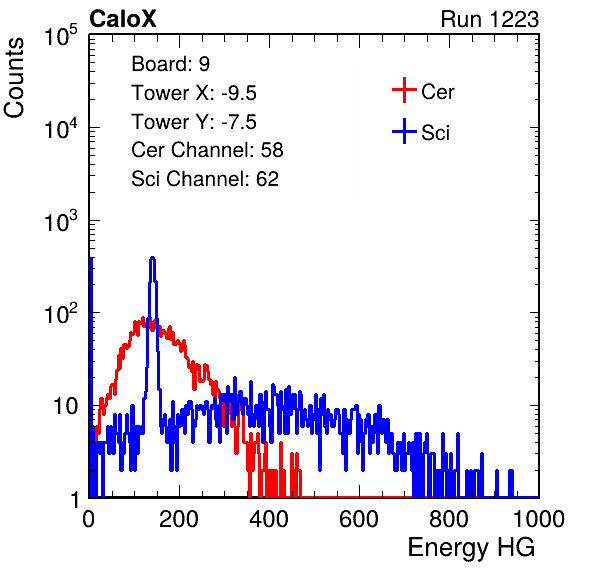 CaloX Run 1223
Counts
10^5
10^4
10^3
10^2
10
1
Board: 9
Tower X: -9.5
Tower Y: -7.5
Cer Channel: 58
Sci Channel: 62
Cer
Sci
0 200 400 600 800 1000
Energy HG